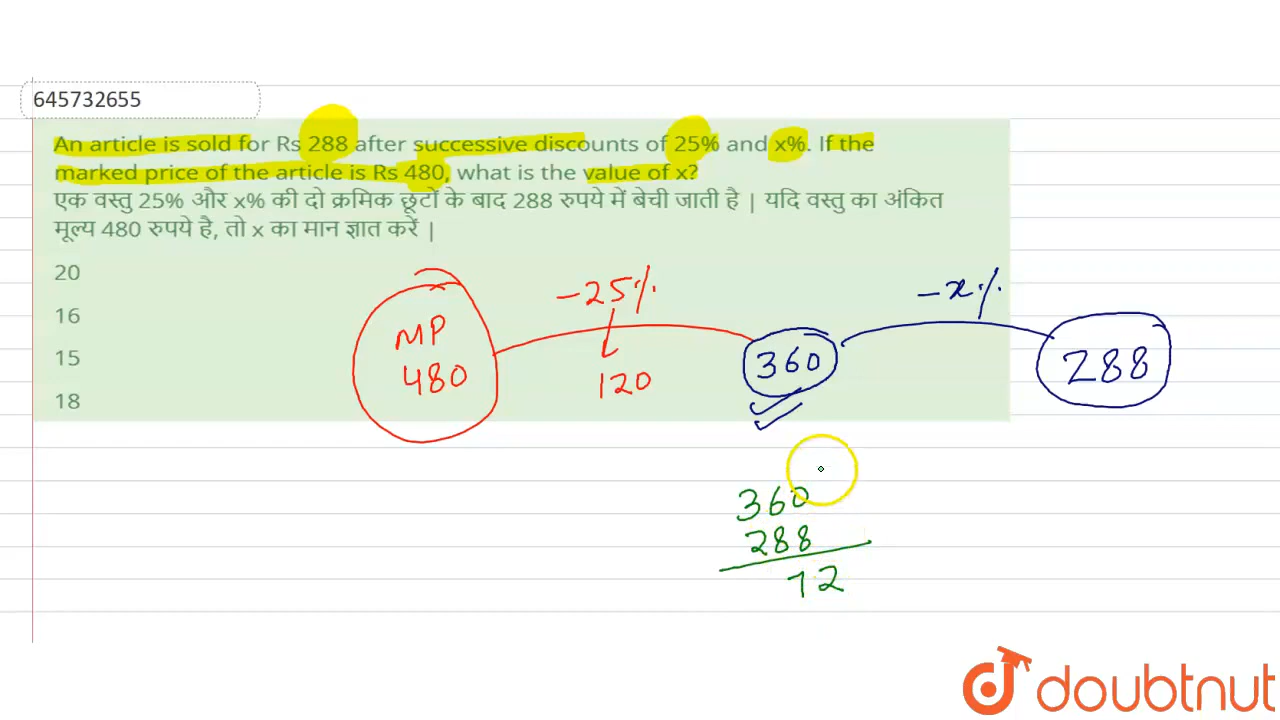 645732655
An article is sold for Rs 288 after successive discounts of 25% and x%. If the
marked price of the article is Rs 480, what is the value of x?
एक वस्तु 25% और x% की दो क्रमिक छूटों के बाद 288 रुपये में बेची जाती है | यदि वस्तु का अंकित
मूल्य 480 रुपये है, तो x का मान ज्ञात करें |
20
16
15
18
MP
480
-25%
120
360
-x%
288
360
288
72
doubtnut